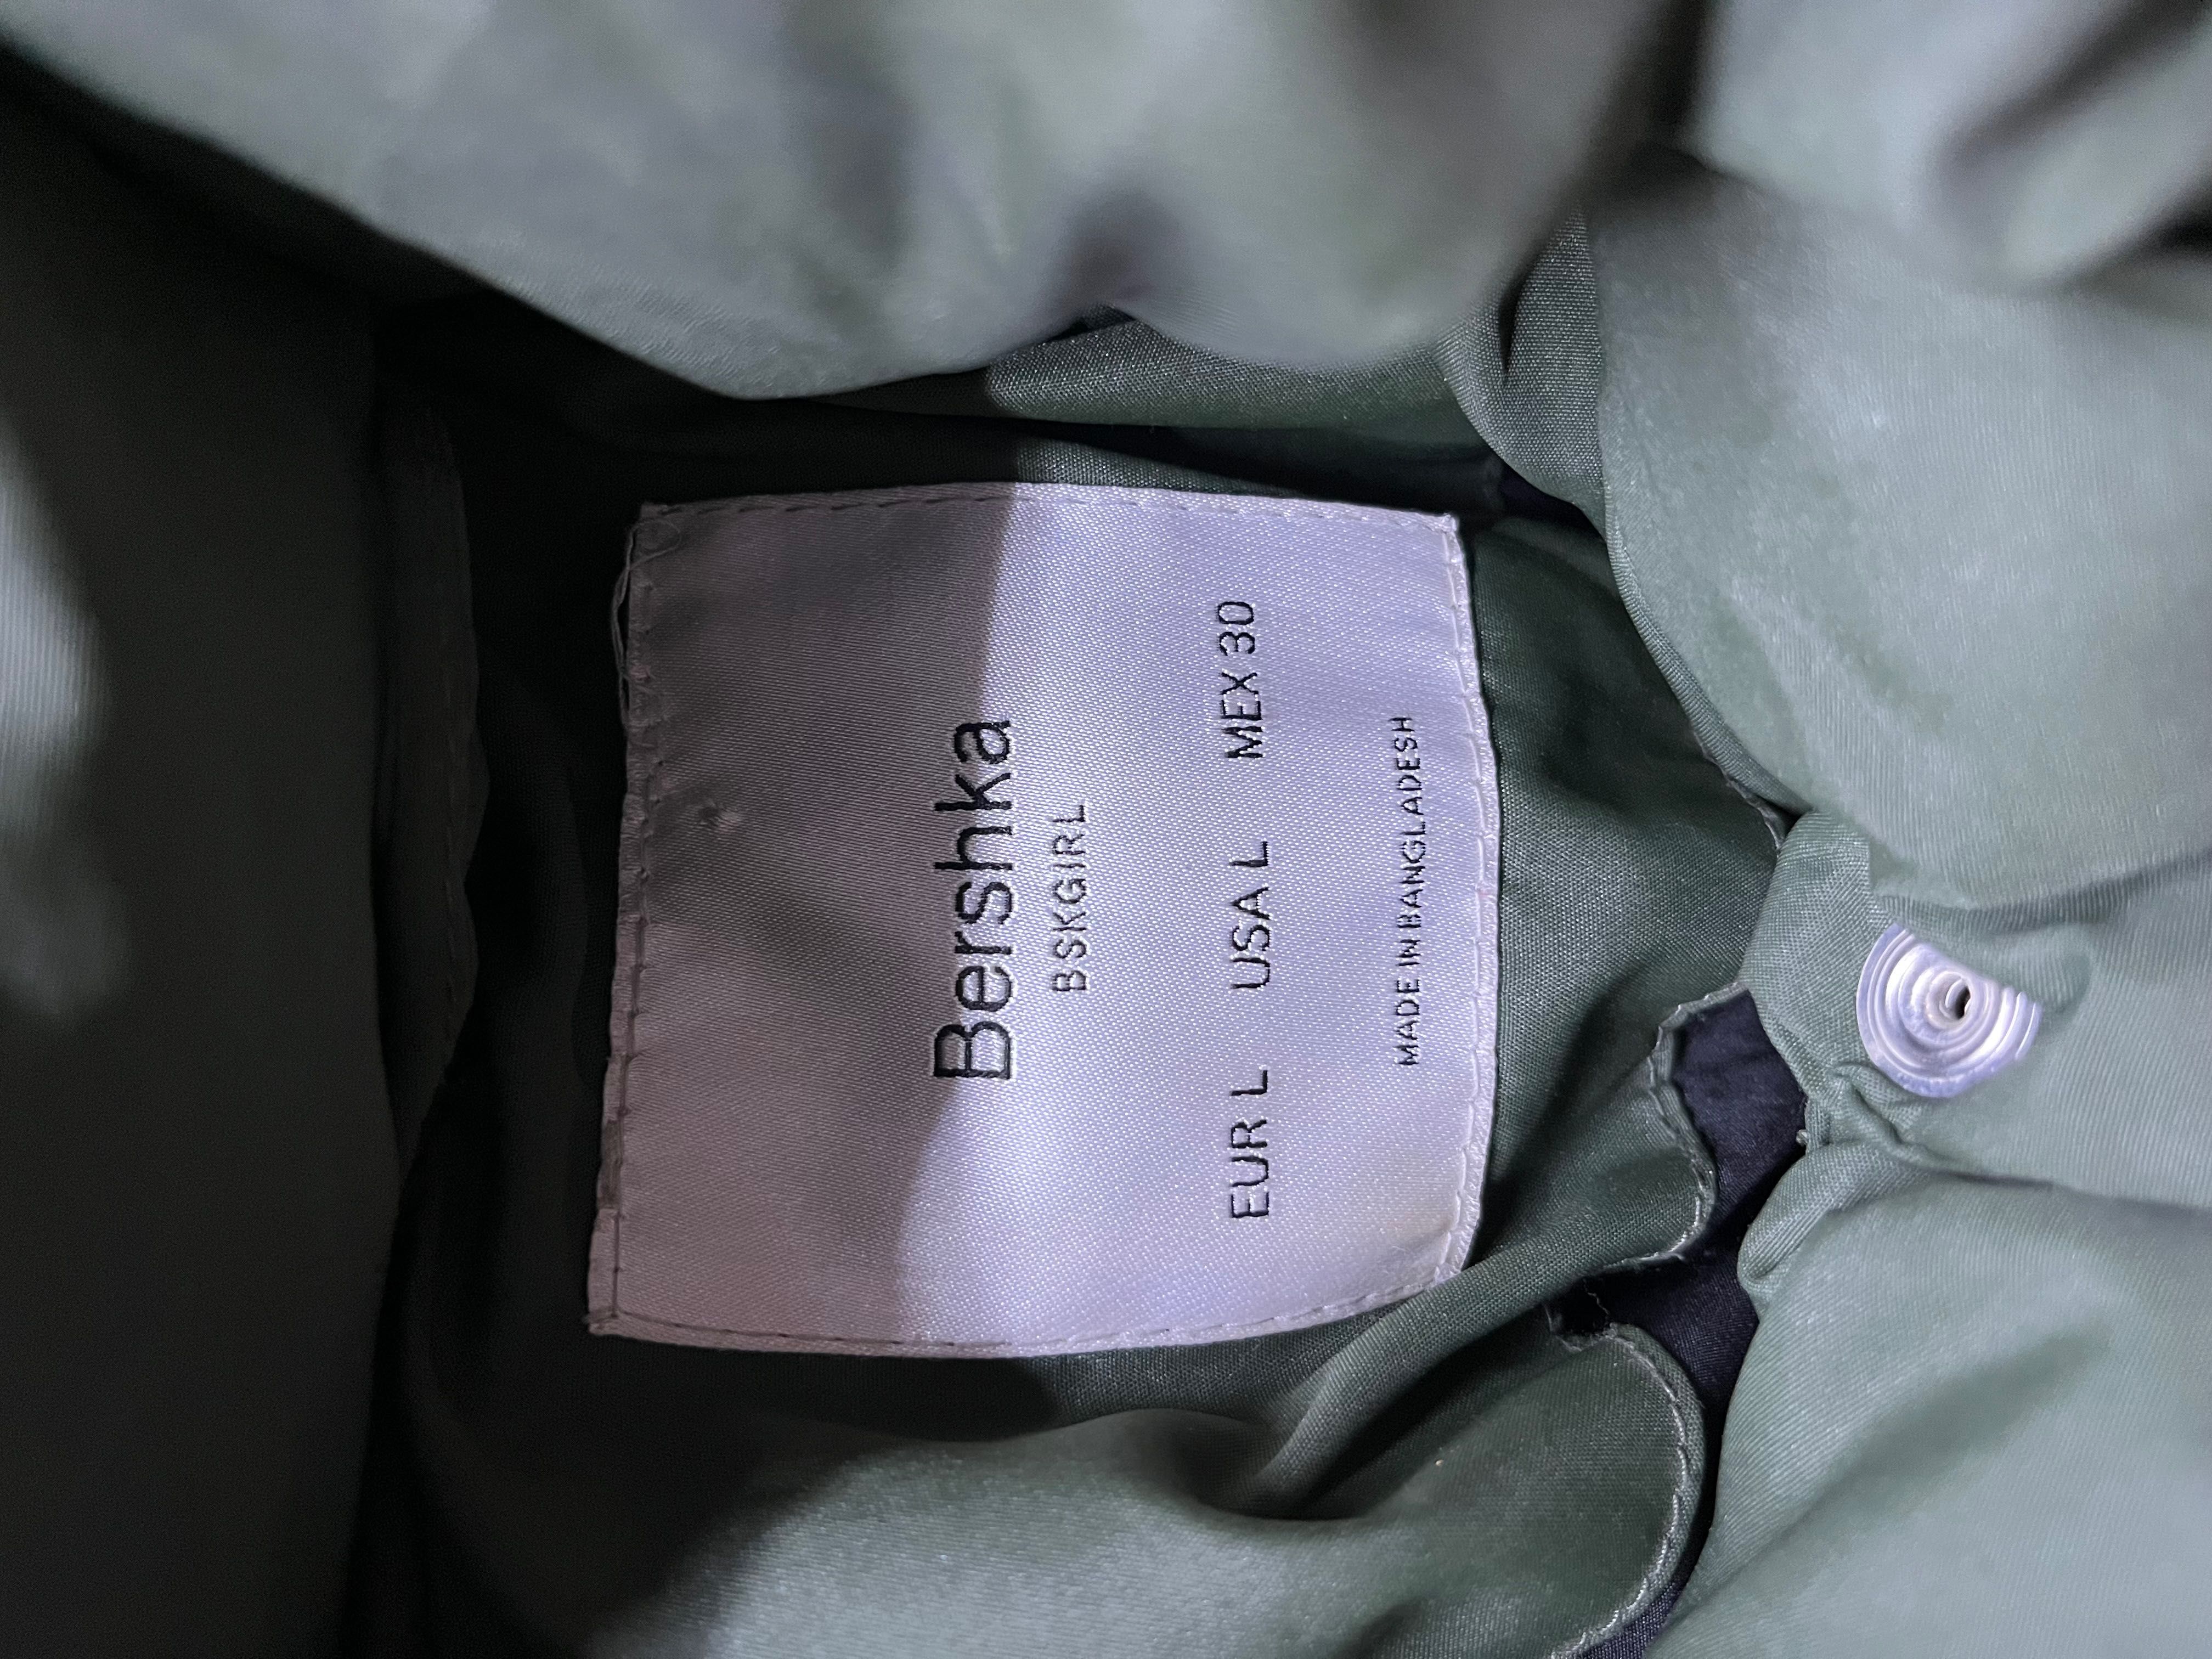 Bershka
BSKGIRL
EUR L USA L MEX 30
MADE IN BANGLADESH